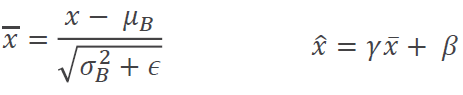 x̅ = (x − μ_B) / √(σ_B² + ϵ)
x̂ = γx̄ + β